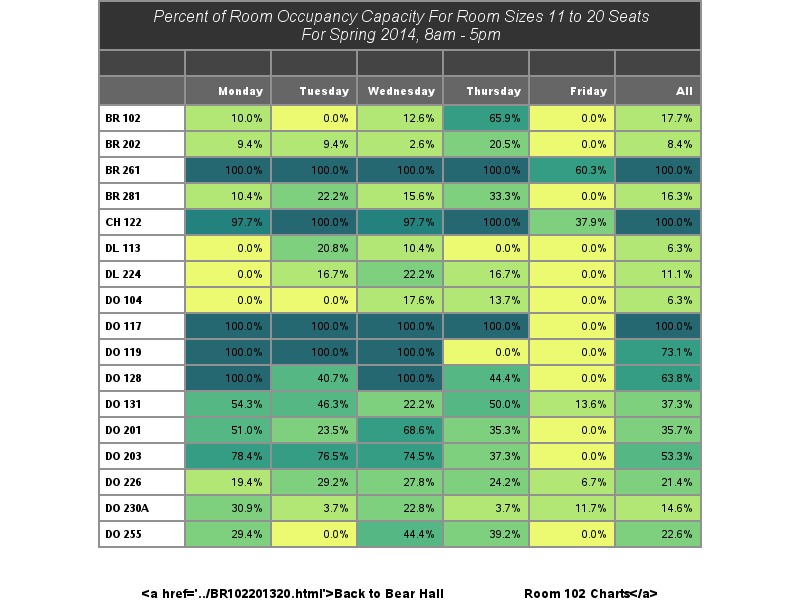 Percent of Room Occupancy Capacity For Room Sizes 11 to 20 Seats
For Spring 2014, 8am - 5pm
Monday Tuesday Wednesday Thursday Friday All
BR 102 10.0% 0.0% 12.6% 65.9% 0.0% 17.7%
BR 202 9.4% 9.4% 2.6% 20.5% 0.0% 8.4%
BR 261 100.0% 100.0% 100.0% 100.0% 60.3% 100.0%
BR 281 10.4% 22.2% 15.6% 33.3% 0.0% 16.3%
CH 122 97.7% 100.0% 97.7% 100.0% 37.9% 100.0%
DL 113 0.0% 20.8% 10.4% 0.0% 0.0% 6.3%
DL 224 0.0% 16.7% 22.2% 16.7% 0.0% 11.1%
DO 104 0.0% 0.0% 17.6% 13.7% 0.0% 6.3%
DO 117 100.0% 100.0% 100.0% 100.0% 0.0% 100.0%
DO 119 100.0% 100.0% 100.0% 0.0% 0.0% 73.1%
DO 128 100.0% 40.7% 100.0% 44.4% 0.0% 63.8%
DO 131 54.3% 46.3% 22.2% 50.0% 13.6% 37.3%
DO 201 51.0% 23.5% 68.6% 35.3% 0.0% 35.7%
DO 203 78.4% 76.5% 74.5% 37.3% 0.0% 53.3%
DO 226 19.4% 29.2% 27.8% 24.2% 6.7% 21.4%
DO 230A 30.9% 3.7% 22.8% 3.7% 11.7% 14.6%
DO 255 29.4% 0.0% 44.4% 39.2% 0.0% 22.6%
<a href='../BR102201320.html'>Back to Bear Hall Room 102 Charts</a>